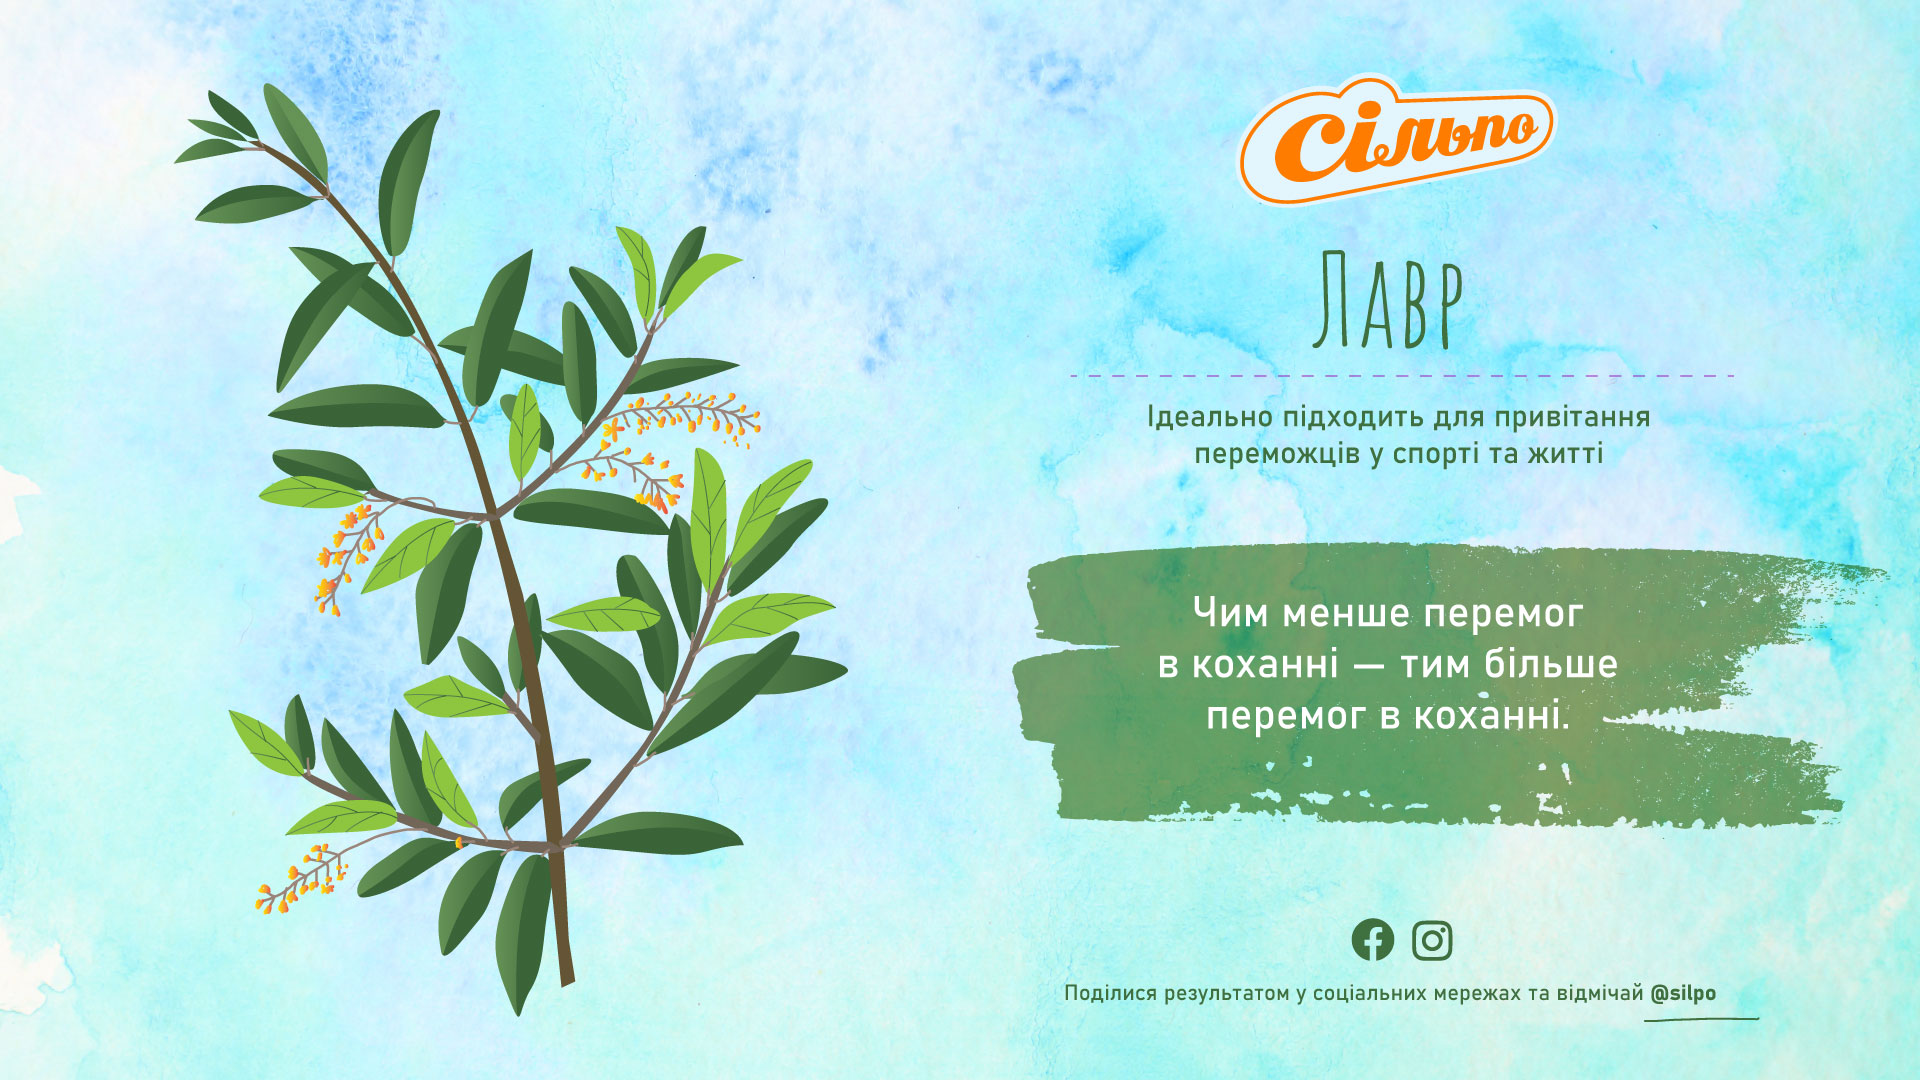 Сільпо
Лавр
Ідеально підходить для привітання
переможців у спорті та житті
Чим менше перемог
в коханні — тим більше
перемог в коханні.
Поділися результатом у соціальних мережах та відмічай @silpo